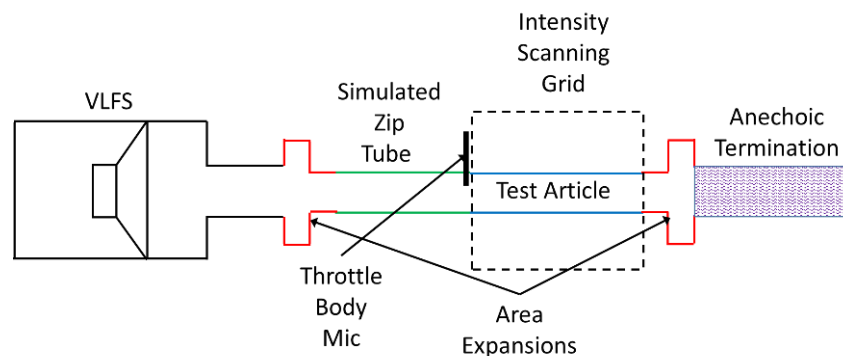 VLFS
Simulated
Zip
Tube
Intensity
Scanning
Grid
Anechoic
Termination
Test Article
Throttle
Body
Mic
Area
Expansions